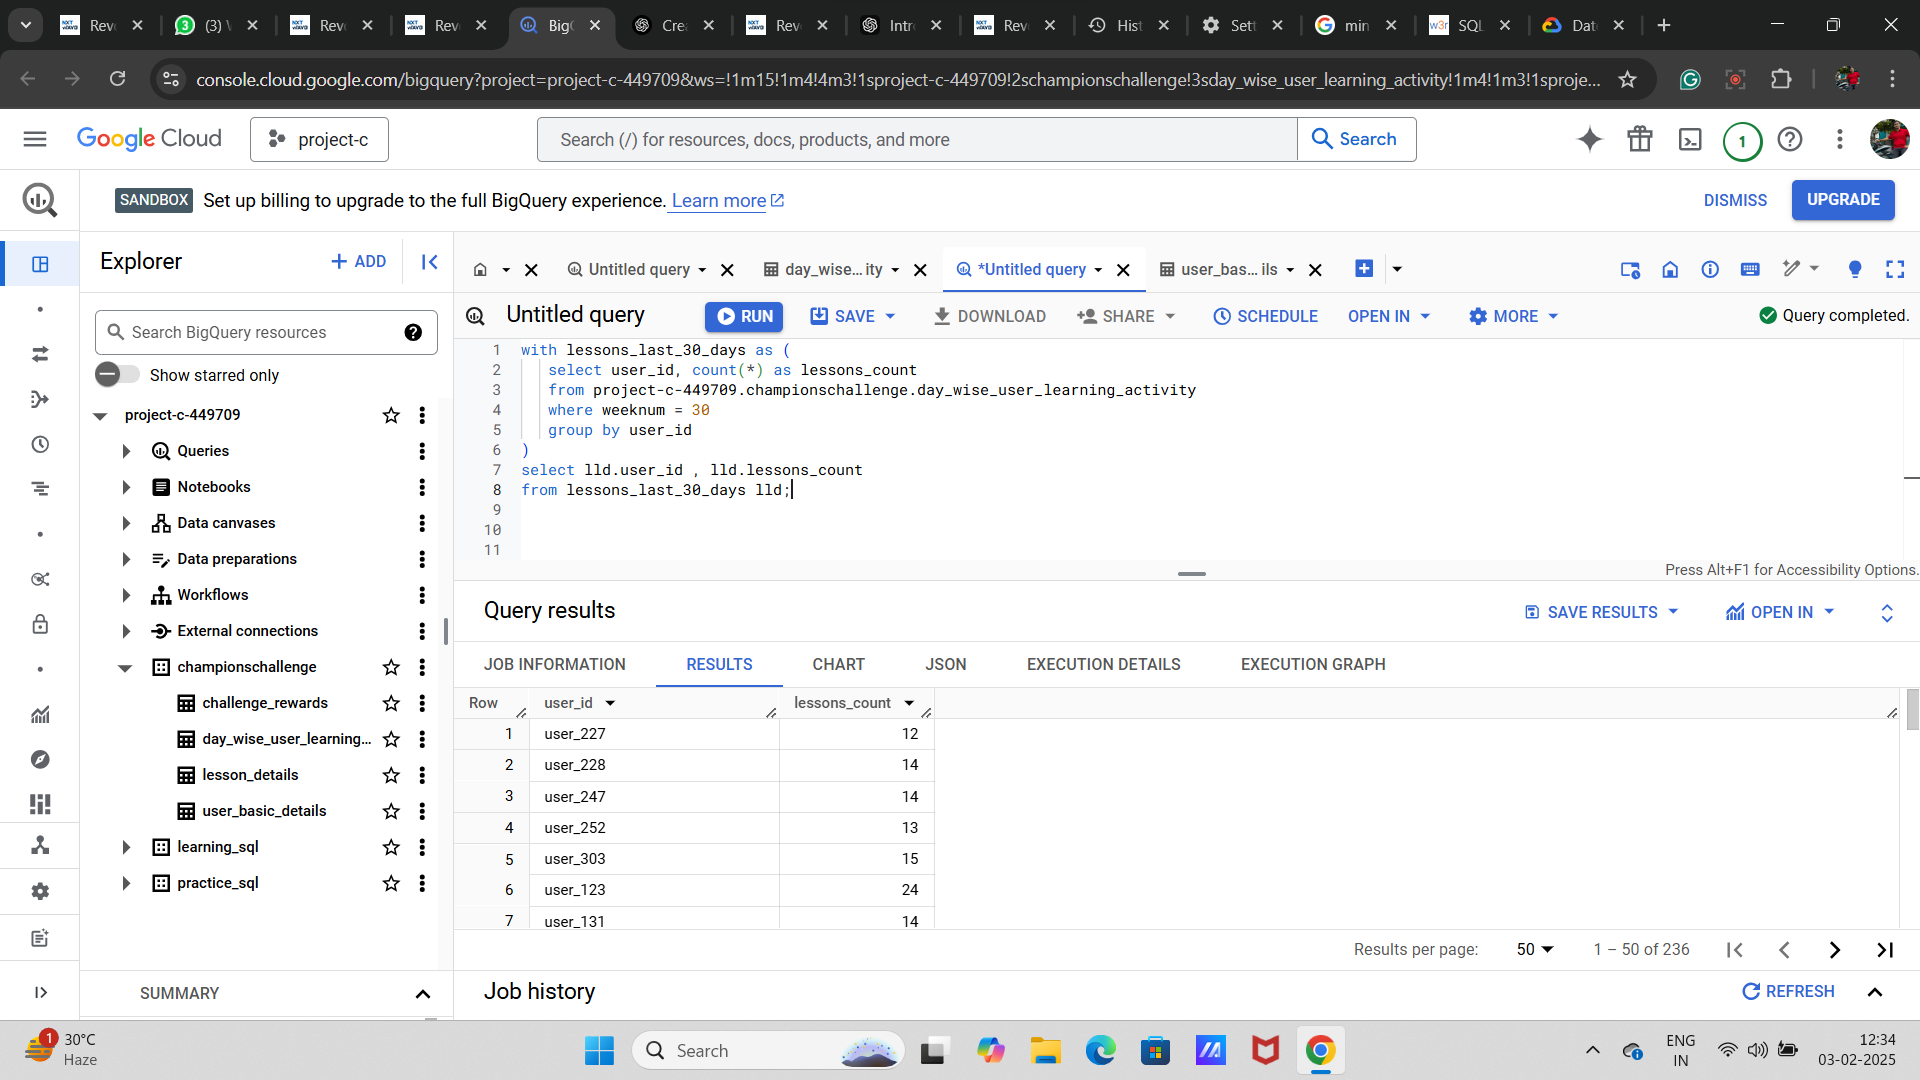 Rev
(3) \
Rev
Rev
Big
Cre
Rev
Intr
Rev
Hist
Sett
min
SQL
Dat
console.cloud.google.com/bigquery?project=project-c-449709&ws=!1m15!1m4!4m3!1sproject-c-449709!2schampionschallenge!3sday_wise_user_learning_activity!1m4!1m3!1sproje...
Google Cloud
project-c
Search (/) for resources, docs, products, and more
Search
1
SANDBOX Set up billing to upgrade to the full BigQuery experience. Learn more
DISMISS
UPGRADE
Explorer
+ ADD
Untitled query
day_wise...ity
*Untitled query
user_bas...ils
Untitled query
RUN
SAVE
DOWNLOAD
SHARE
SCHEDULE
OPEN IN
MORE
Query completed.
Search BigQuery resources
Show starred only
project-c-449709
Queries
Notebooks
Data canvases
Data preparations
Workflows
External connections
championschallenge
challenge_rewards
day_wise_user_learning...
lesson_details
user_basic_details
learning_sql
practice_sql
SUMMARY
1 with lessons_last_30_days as (
2 select user_id, count(*) as lessons_count
3 from project-c-449709.championschallenge.day_wise_user_learning_activity
4 where weeknum = 30
5 group by user_id
6 )
7 select lld.user_id , lld.lessons_count
8 from lessons_last_30_days lld;
9
10
11
Press Alt+F1 for Accessibility Options.
Query results
SAVE RESULTS
OPEN IN
JOB INFORMATION
RESULTS
CHART
JSON
EXECUTION DETAILS
EXECUTION GRAPH
Row user_id lessons_count
1 user_227 12
2 user_228 14
3 user_247 14
4 user_252 13
5 user_303 15
6 user_123 24
7 user_131 14
Results per page: 50 1 – 50 of 236
Job history
REFRESH
1
30°C
Haze
Search
ENG
IN
12:34
03-02-2025